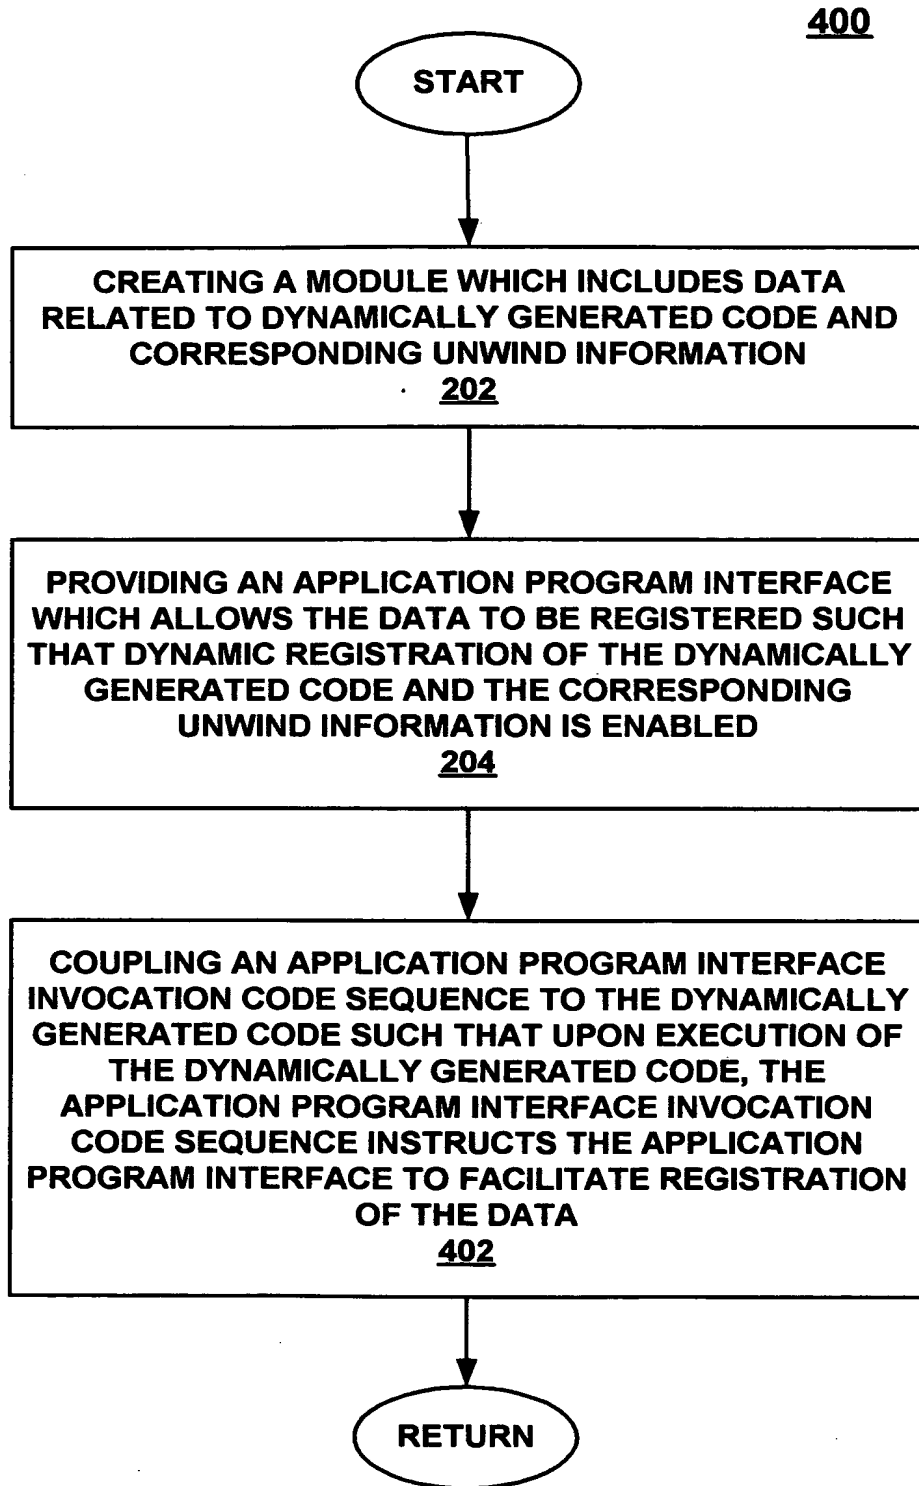 400
START
CREATING A MODULE WHICH INCLUDES DATA
RELATED TO DYNAMICALLY GENERATED CODE AND
CORRESPONDING UNWIND INFORMATION
202
PROVIDING AN APPLICATION PROGRAM INTERFACE
WHICH ALLOWS THE DATA TO BE REGISTERED SUCH
THAT DYNAMIC REGISTRATION OF THE DYNAMICALLY
GENERATED CODE AND THE CORRESPONDING
UNWIND INFORMATION IS ENABLED
204
COUPLING AN APPLICATION PROGRAM INTERFACE
INVOCATION CODE SEQUENCE TO THE DYNAMICALLY
GENERATED CODE SUCH THAT UPON EXECUTION OF
THE DYNAMICALLY GENERATED CODE, THE
APPLICATION PROGRAM INTERFACE INVOCATION
CODE SEQUENCE INSTRUCTS THE APPLICATION
PROGRAM INTERFACE TO FACILITATE REGISTRATION
OF THE DATA
402
RETURN